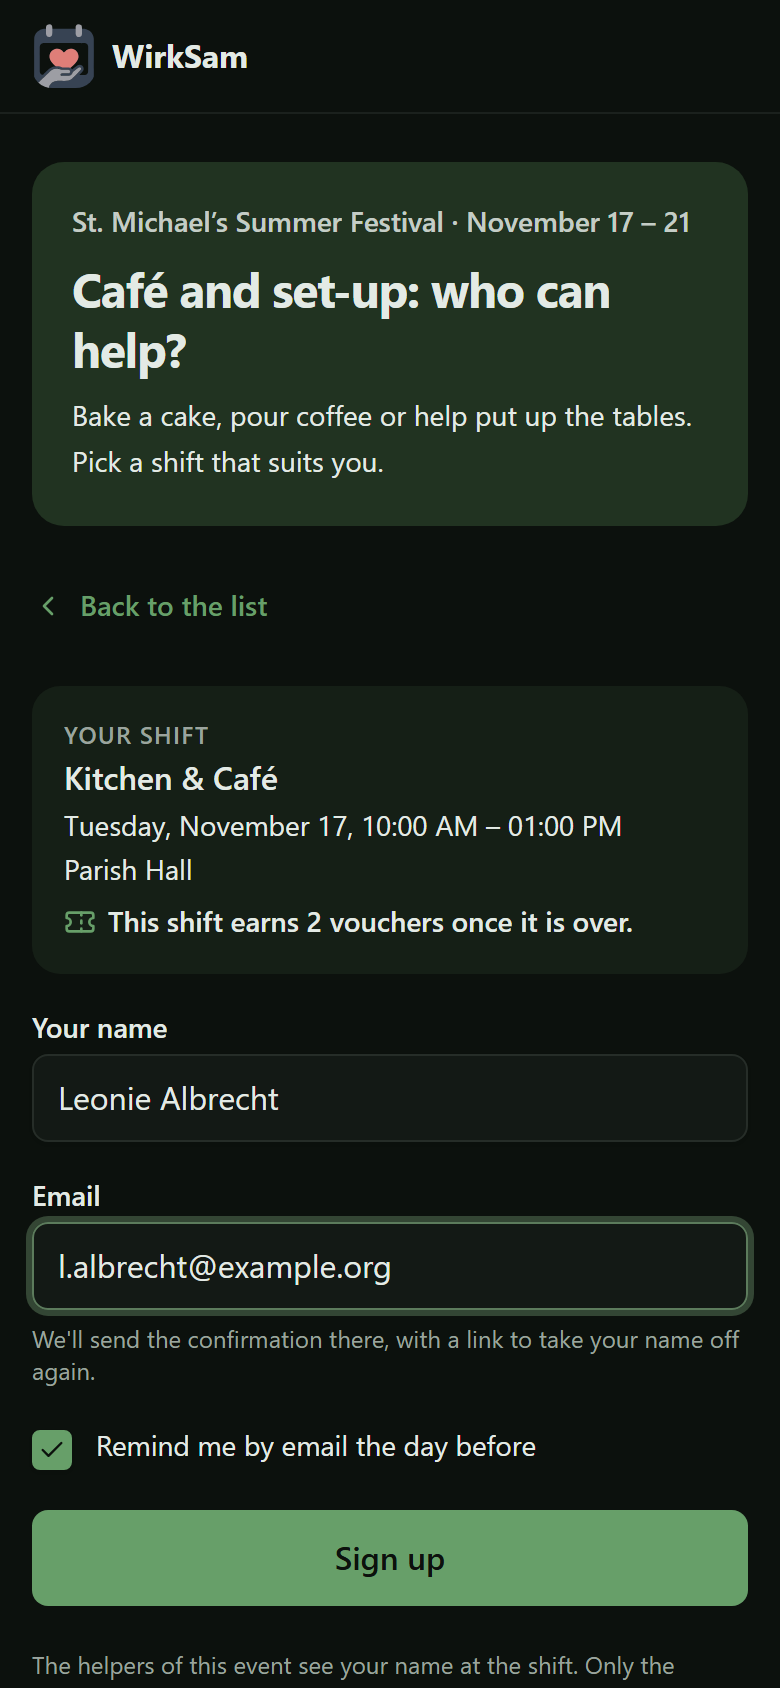 WirkSam
St. Michael’s Summer Festival · November 17 – 21
Café and set-up: who can
help?
Bake a cake, pour coffee or help put up the tables.
Pick a shift that suits you.
Back to the list
YOUR SHIFT
Kitchen & Café
Tuesday, November 17, 10:00 AM – 01:00 PM
Parish Hall
This shift earns 2 vouchers once it is over.
Your name
Leonie Albrecht
Email
l.albrecht@example.org
We'll send the confirmation there, with a link to take your name off
again.
Remind me by email the day before
Sign up
The helpers of this event see your name at the shift. Only the